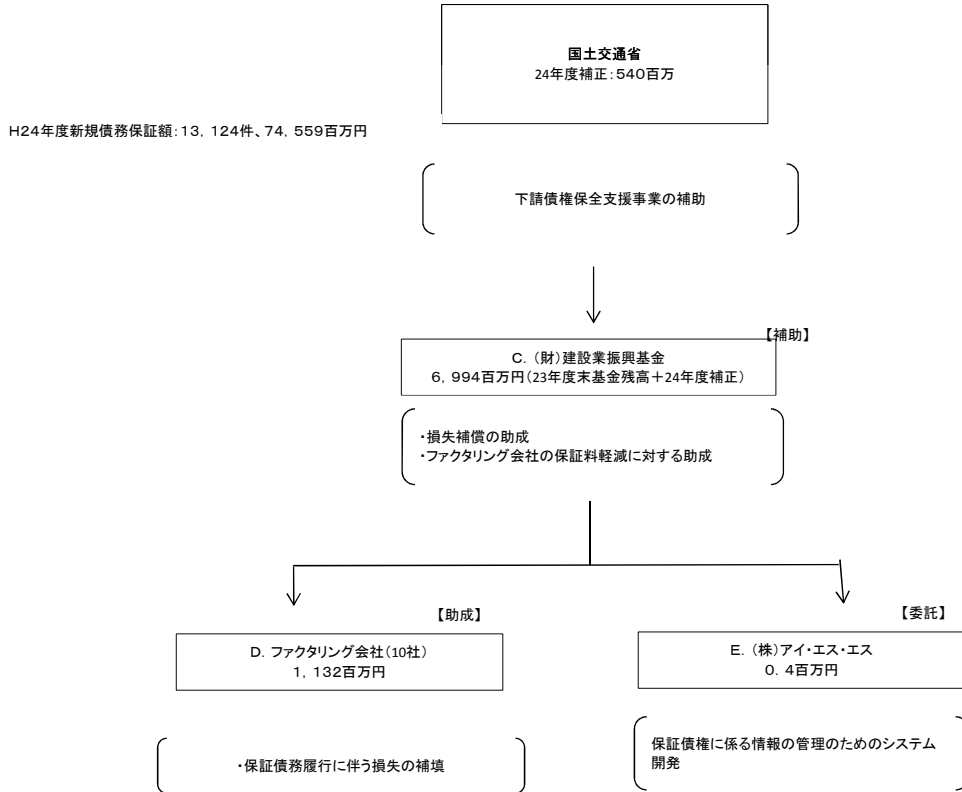 国土交通省
24年度補正：540百万
H24年度新規債務保証額：13，124件、74，559百万円
下請債権保全支援事業の補助
【補助】
C．（財）建設業振興基金
6，994百万円（23年度末基金残高＋24年度補正）
・損失補償の助成
・ファクタリング会社の保証料軽減に対する助成
【助成】
【委託】
D．ファクタリング会社（10社）
1，132百万円
E．（株）アイ・エス・エス
0．4百万円
・保証債務履行に伴う損失の補填
保証債権に係る情報の管理のためのシステム
開発